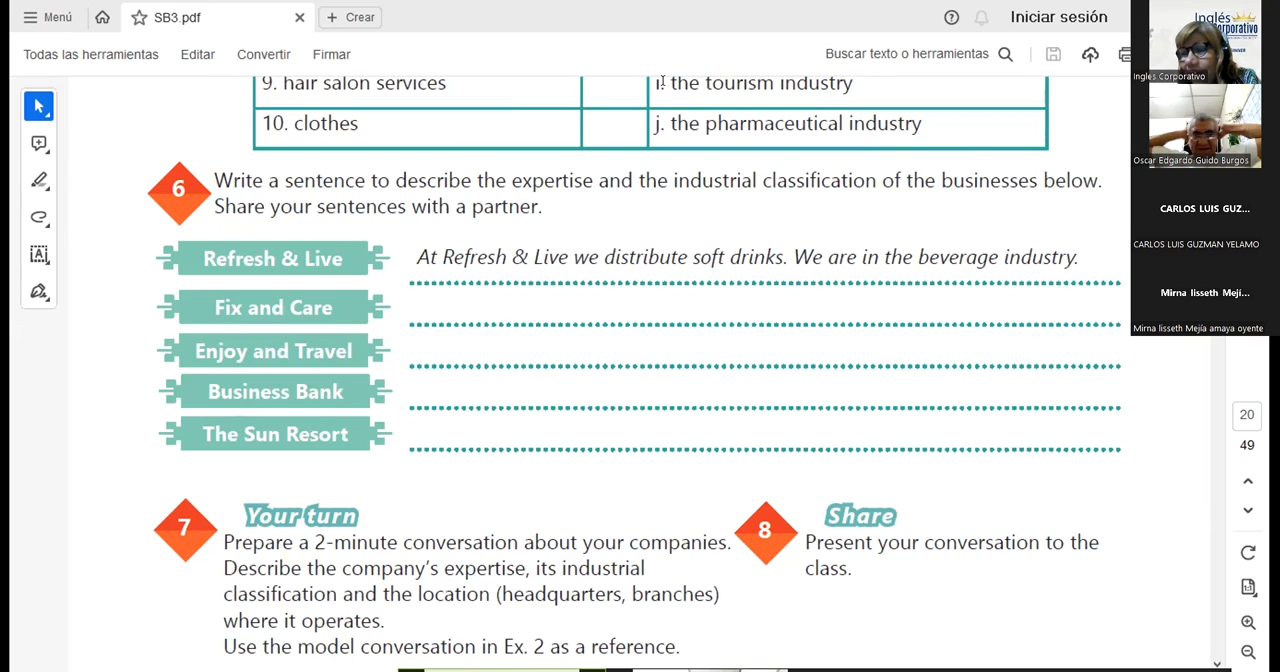 Menú
SB3.pdf
Crear
Iniciar sesión
Todas las herramientas
Editar
Convertir
Firmar
Buscar texto o herramientas
9. hair salon services
i. the tourism industry
10. clothes
j. the pharmaceutical industry
6
Write a sentence to describe the expertise and the industrial classification of the businesses below.
Share your sentences with a partner.
Refresh & Live
At Refresh & Live we distribute soft drinks. We are in the beverage industry.
Fix and Care
Enjoy and Travel
Business Bank
The Sun Resort
7
Your turn
Prepare a 2-minute conversation about your companies.
Describe the company's expertise, its industrial
classification and the location (headquarters, branches)
where it operates.
Use the model conversation in Ex. 2 as a reference.
8
Share
Present your conversation to the
class.
Inglés
Corporativo
Ingles Corporativo
Oscar Edgardo Guido Burgos
CARLOS LUIS GUZ...
CARLOS LUIS GUZMAN YELAMO
Mirna lisseth Mejí...
Mirna lisseth Mejía amaya oyente
20
49